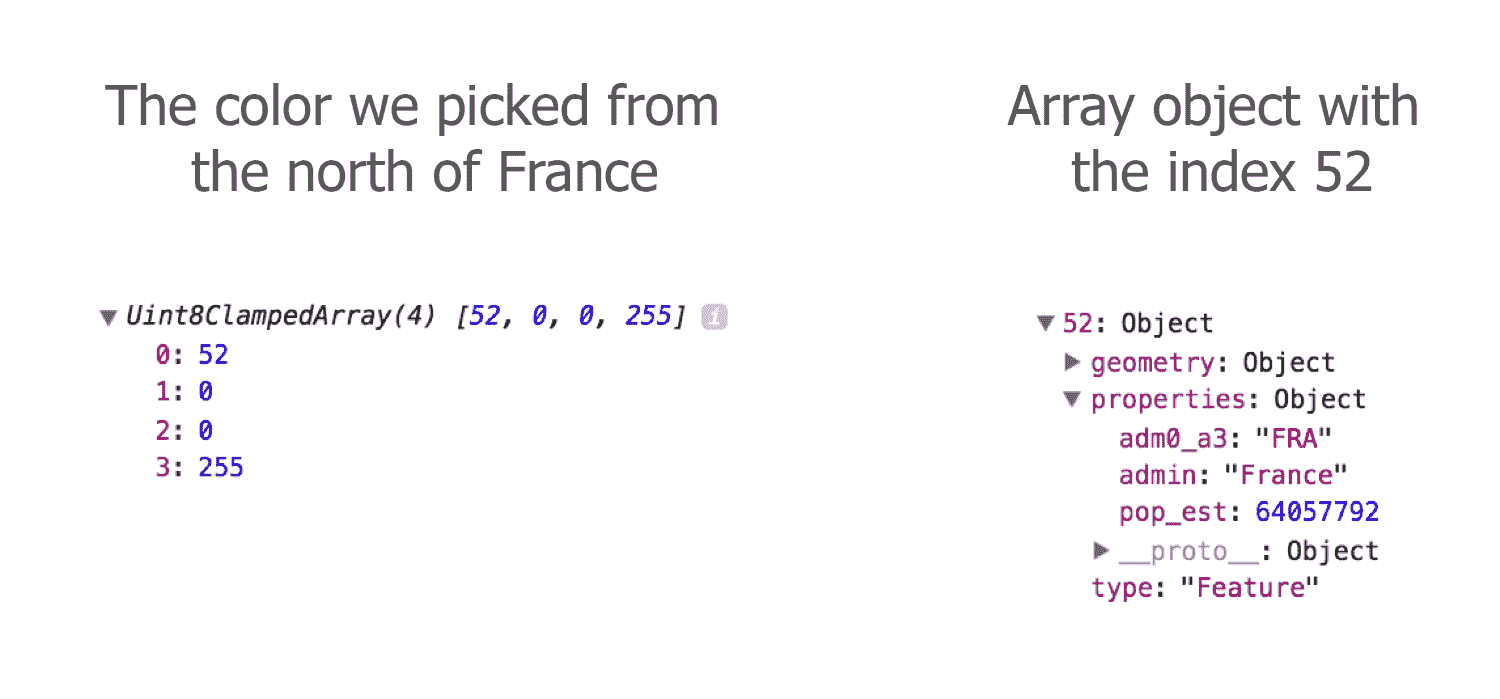 The color we picked from
the north of France
Uint8ClampedArray(4) [52, 0, 0, 255] i
0: 52
1: 0
2: 0
3: 255
Array object with
the index 52
52: Object
geometry: Object
properties: Object
adm0_a3: "FRA"
admin: "France"
pop_est: 64057792
__proto__: Object
type: "Feature"